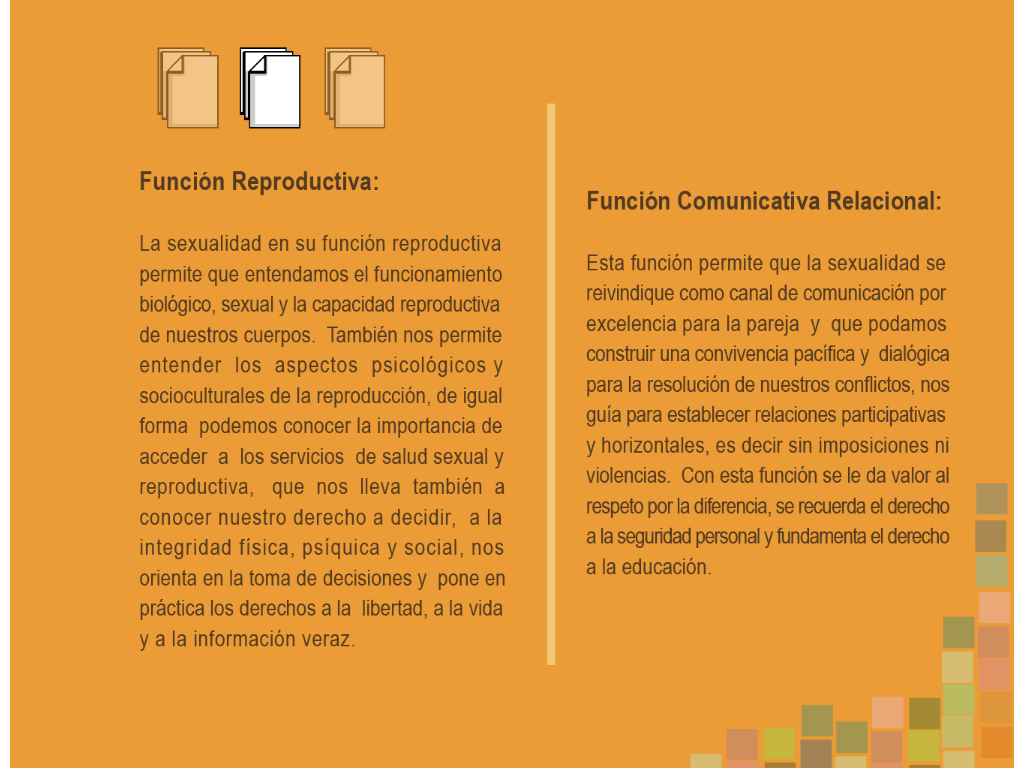 Función Reproductiva:
La sexualidad en su función reproductiva
permite que entendamos el funcionamiento
biológico, sexual y la capacidad reproductiva
de nuestros cuerpos. También nos permite
entender los aspectos psicológicos y
socioculturales de la reproducción, de igual
forma podemos conocer la importancia de
acceder a los servicios de salud sexual y
reproductiva, que nos lleva también a
conocer nuestro derecho a decidir, a la
integridad física, psíquica y social, nos
orienta en la toma de decisiones y pone en
práctica los derechos a la libertad, a la vida
y a la información veraz.
Función Comunicativa Relacional:
Esta función permite que la sexualidad se
reivindique como canal de comunicación por
excelencia para la pareja y que podamos
construir una convivencia pacífica y dialógica
para la resolución de nuestros conflictos, nos
guía para establecer relaciones participativas
y horizontales, es decir sin imposiciones ni
violencias. Con esta función se le da valor al
respeto por la diferencia, se recuerda el derecho
a la seguridad personal y fundamenta el derecho
a la educación.